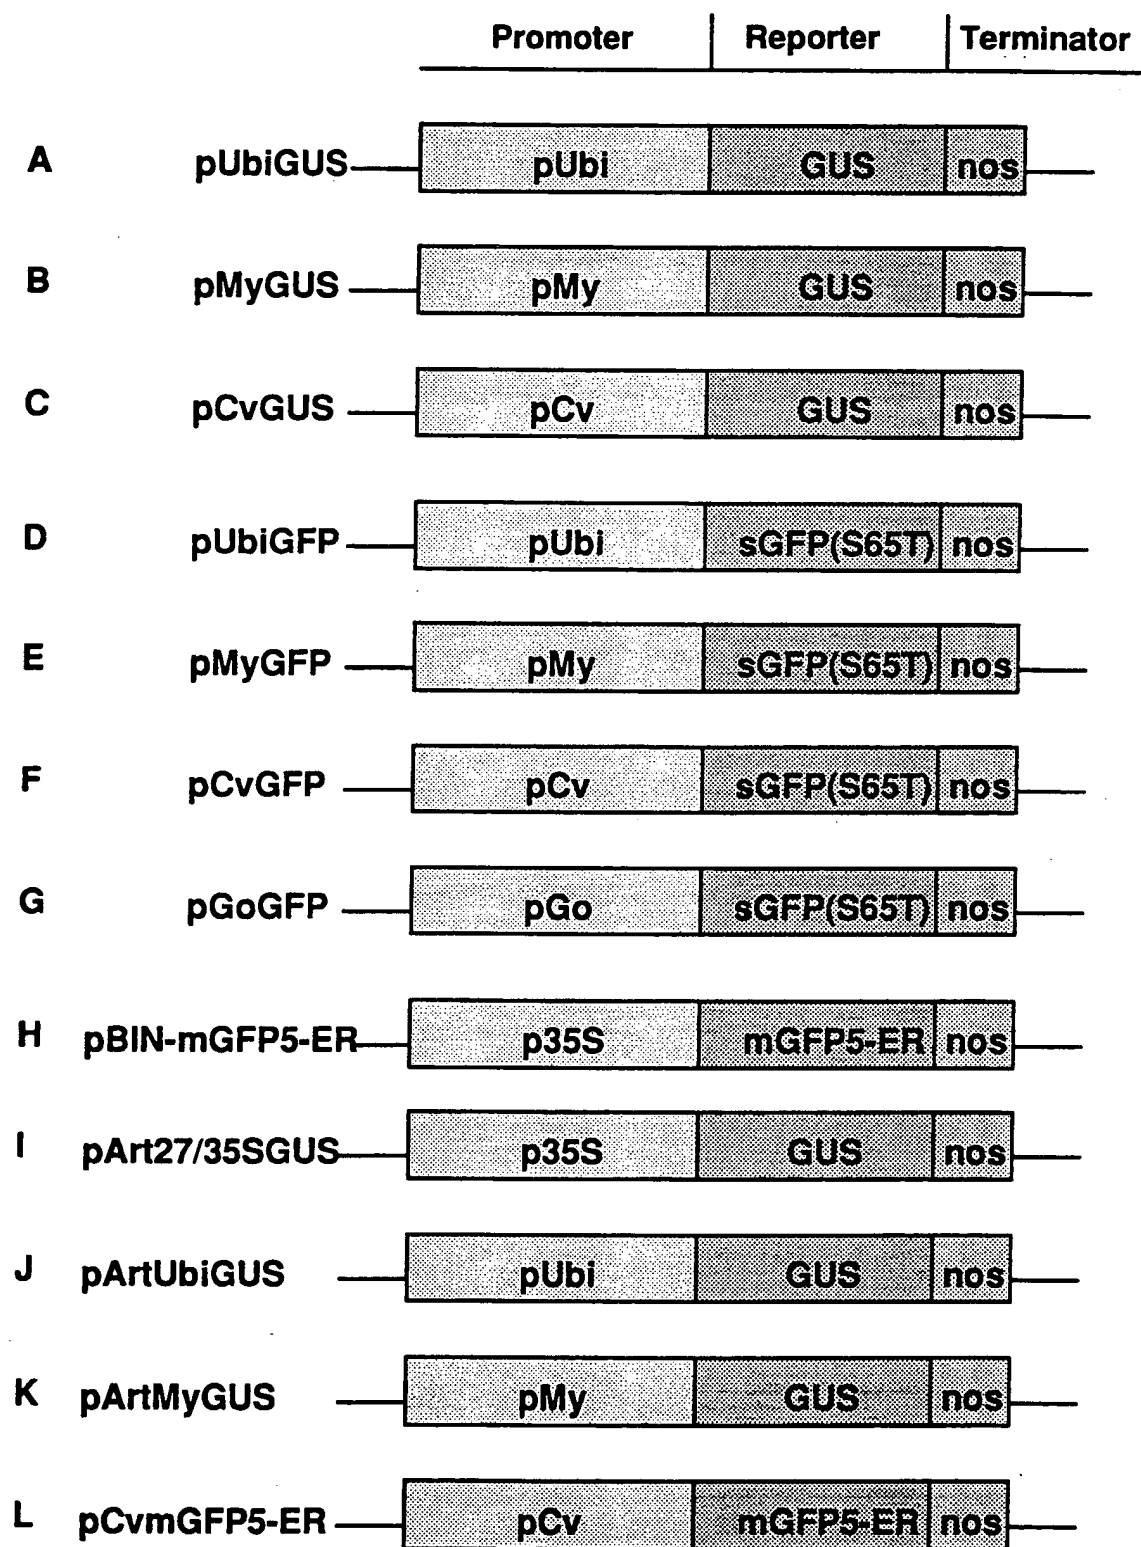 Promoter Reporter Terminator
A pUbiGUS pUbi GUS nos
B pMyGUS pMy GUS nos
C pCvGUS pCv GUS nos
D pUbiGFP pUbi sGFP(S65T) nos
E pMyGFP pMy sGFP(S65T) nos
F pCvGFP pCv sGFP(S65T) nos
G pGoGFP pGo sGFP(S65T) nos
H pBIN-mGFP5-ER p35S mGFP5-ER nos
I pArt27/35SGUS p35S GUS nos
J pArtUbiGUS pUbi GUS nos
K pArtMyGUS pMy GUS nos
L pCvmGFP5-ER pCv mGFP5-ER nos